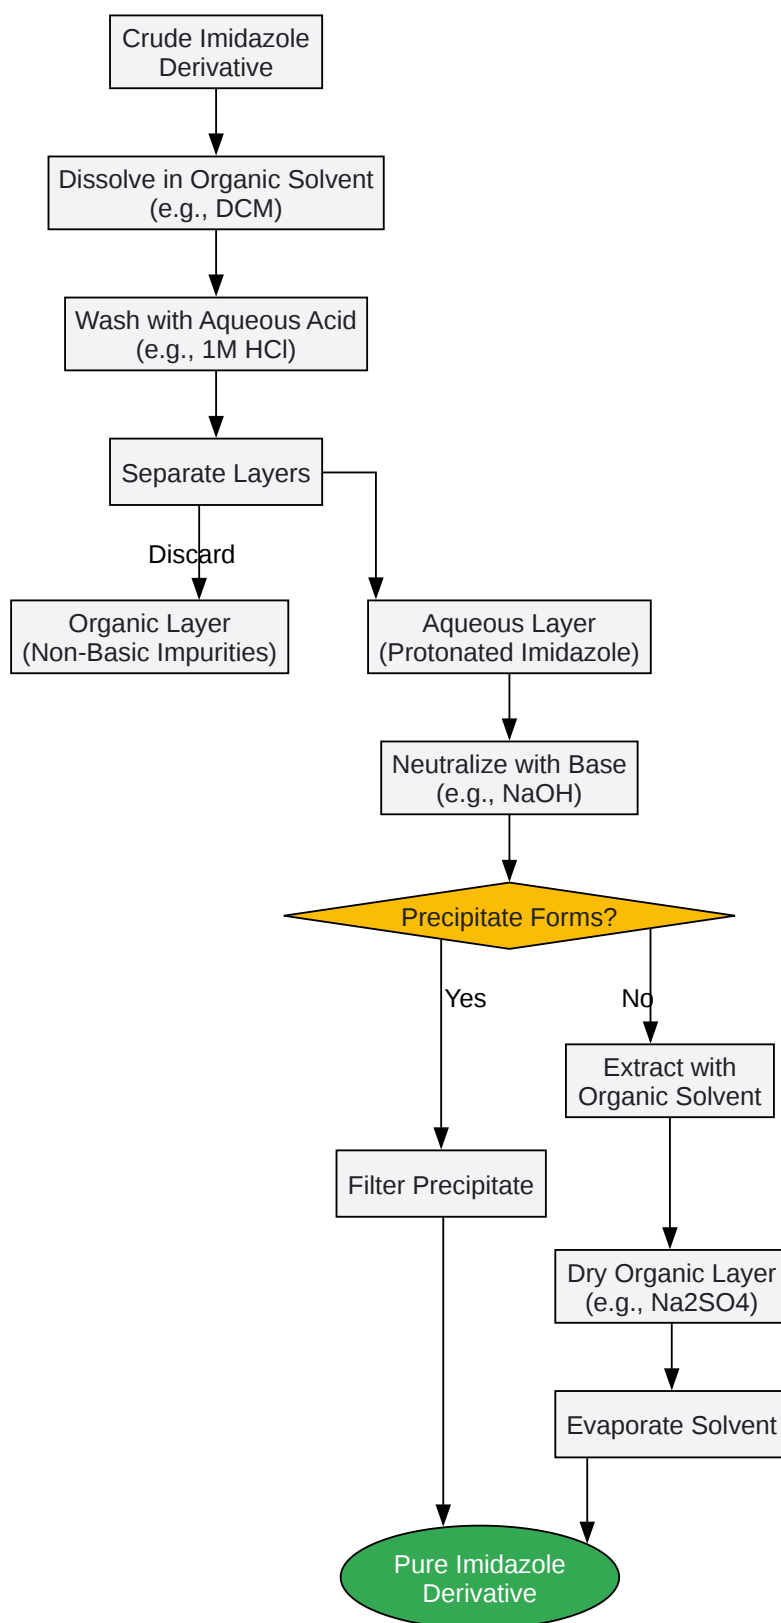 Crude Imidazole
Derivative
Dissolve in Organic Solvent
(e.g., DCM)
Wash with Aqueous Acid
(e.g., 1M HCl)
Separate Layers
Discard
Organic Layer
(Non-Basic Impurities)
Aqueous Layer
(Protonated Imidazole)
Neutralize with Base
(e.g., NaOH)
Precipitate Forms?
Yes
No
Extract with
Organic Solvent
Filter Precipitate
Dry Organic Layer
(e.g., Na2SO4)
Evaporate Solvent
Pure Imidazole
Derivative